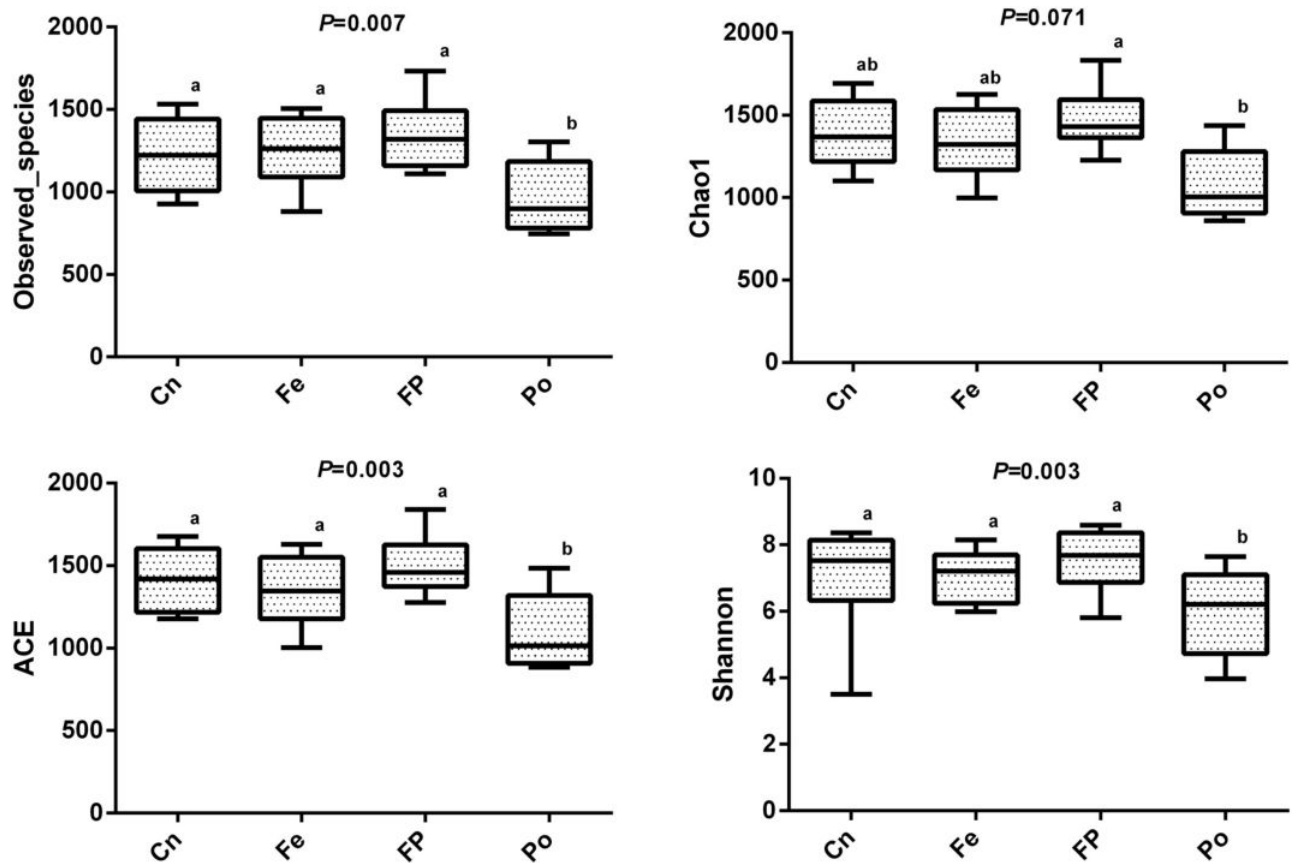 P=0.007
Observed_species
2000
1500
1000
500
0
a
a
a
b
Cn
Fe
FP
Po
P=0.071
Chao1
2000
1500
1000
500
0
ab
ab
a
b
Cn
Fe
FP
Po
P=0.003
ACE
2000
1500
1000
500
0
a
a
a
b
Cn
Fe
FP
Po
P=0.003
Shannon
10
8
6
4
2
0
a
a
a
b
Cn
Fe
FP
Po